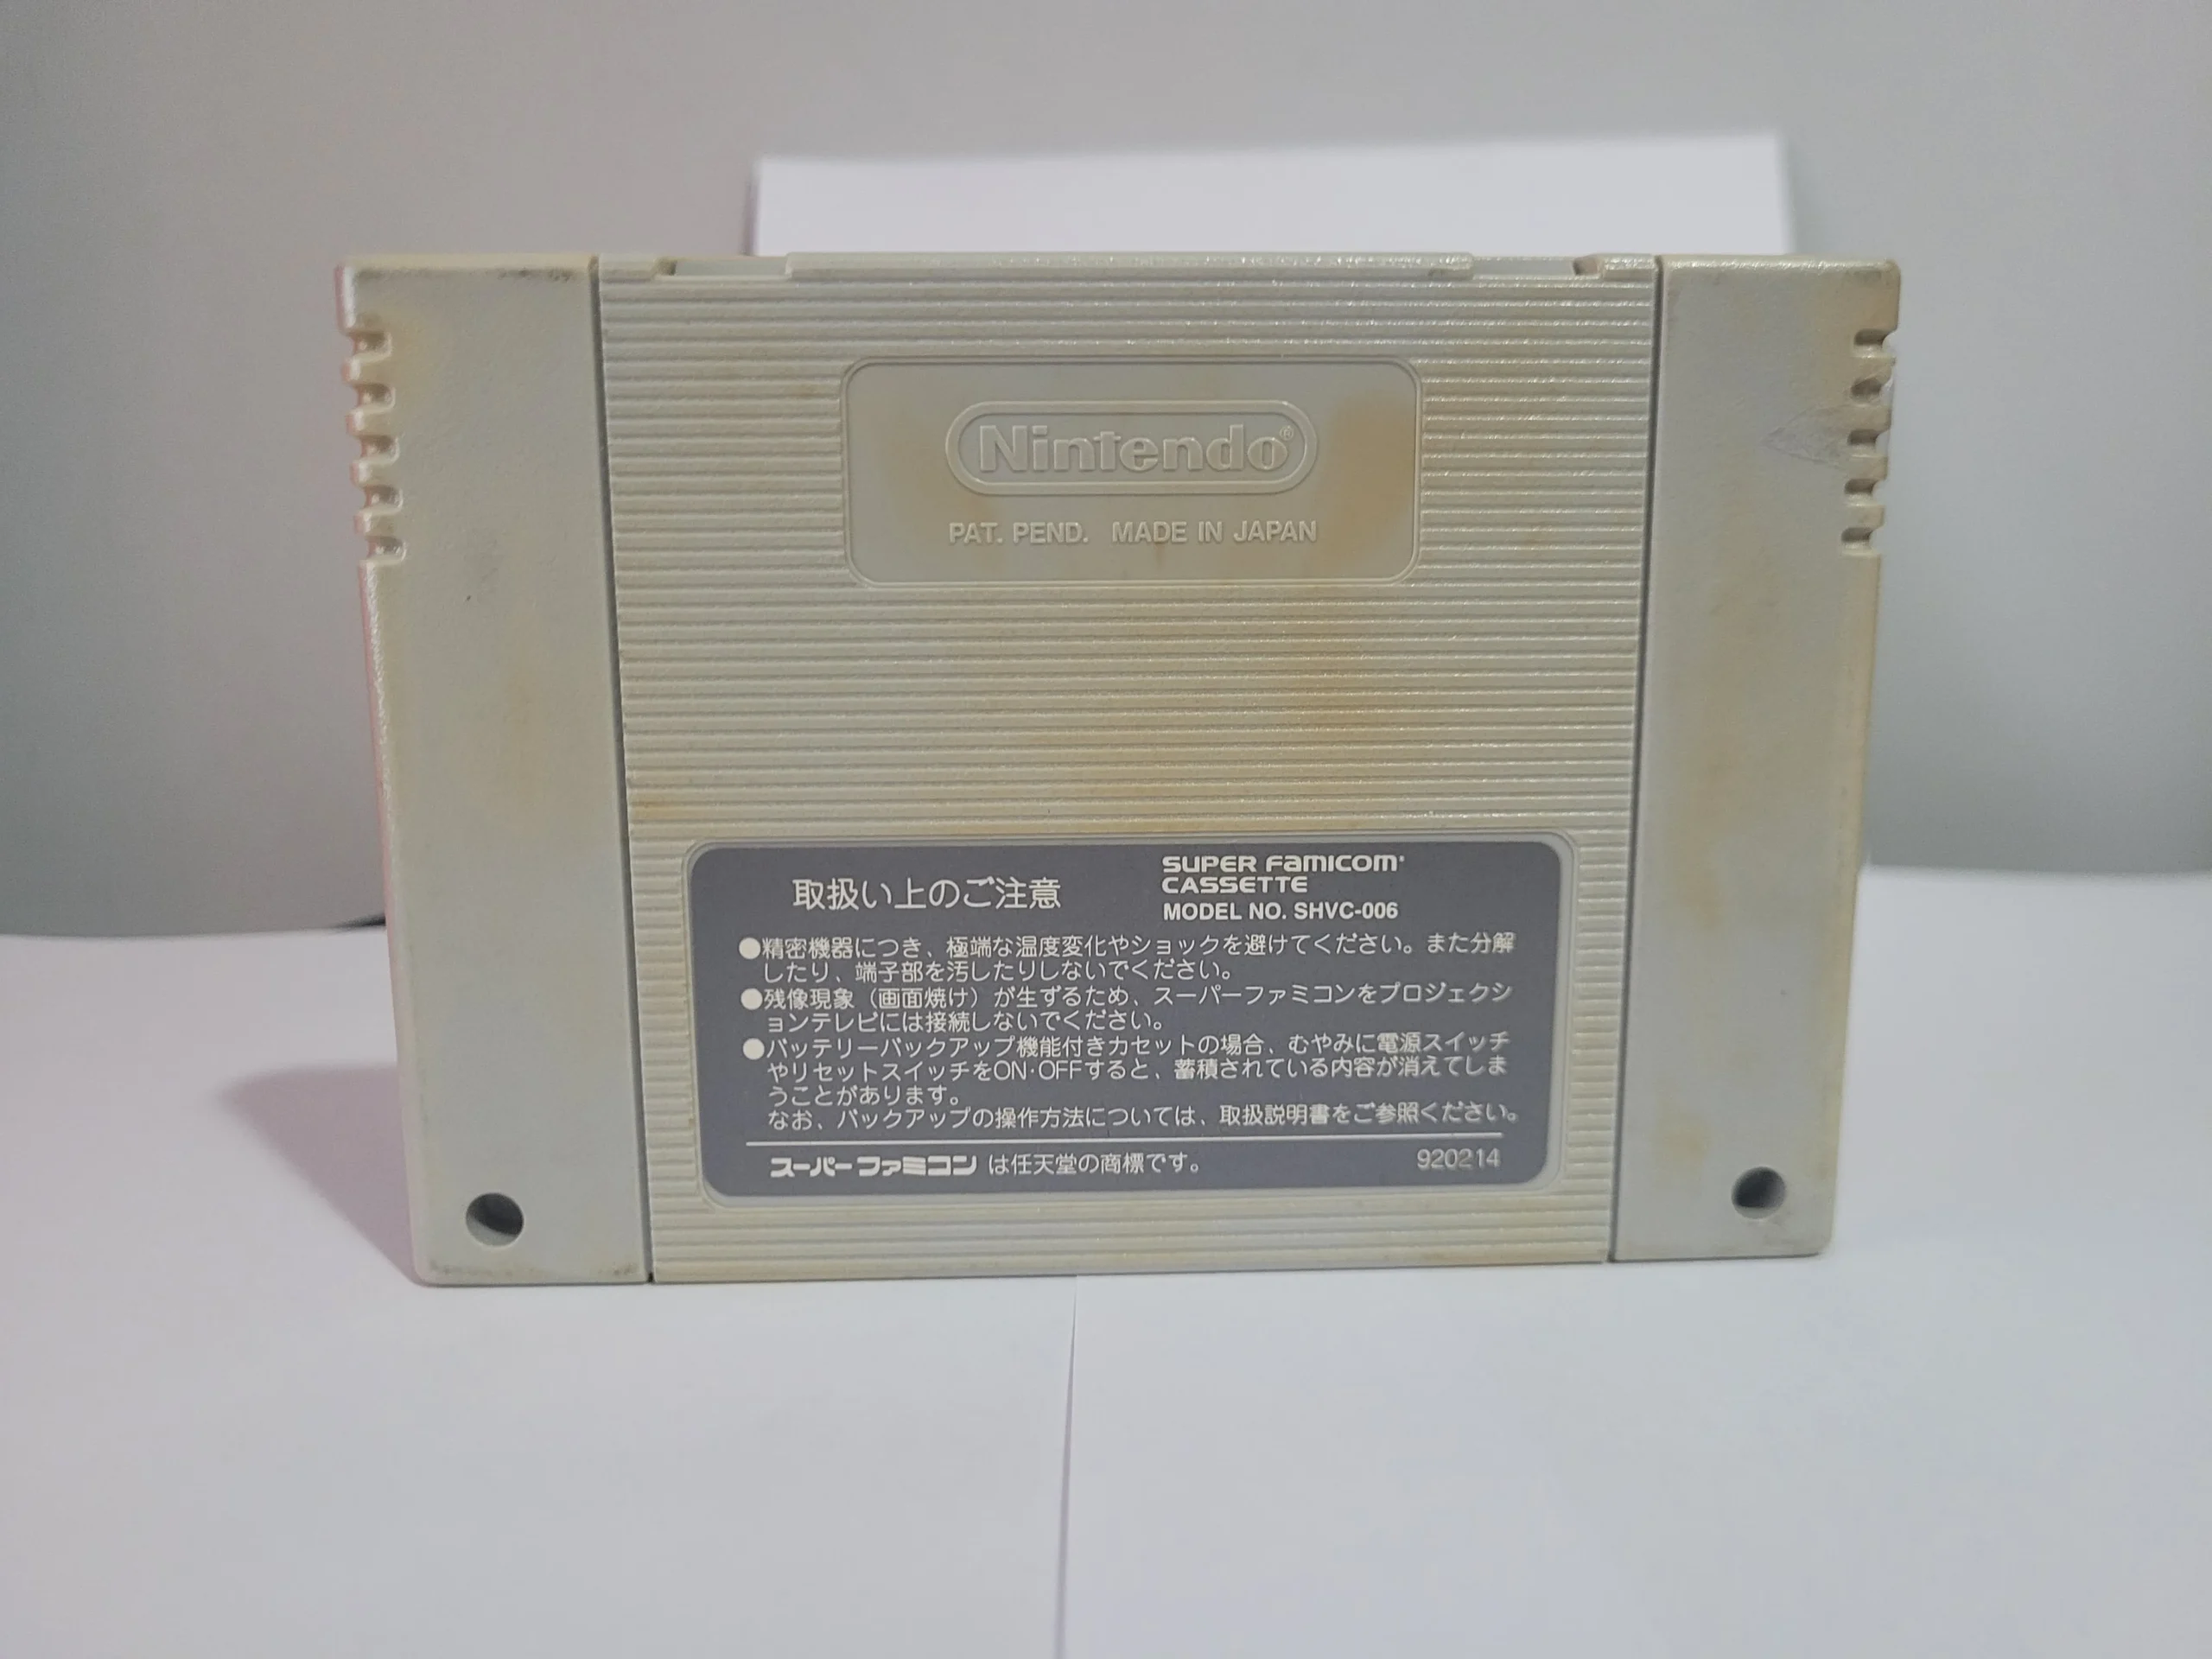 Nintendo®
PAT. PEND. MADE IN JAPAN
取扱い上のご注意
SUPER FAMICOM
CASSETTE
MODEL NO. SHVC-006
●精密機器につき、極端な温度変化やショックを避けてください。また分解
したり、端子部を汚したりしないでください。
●残像現象（画面焼け）が生ずるため、スーパーファミコンをプロジェクシ
ョンテレビには接続しないでください。
●バッテリーバックアップ機能付きカセットの場合、むやみに電源スイッチ
やリセットスイッチをON·OFFすると、蓄積されている内容が消えてしま
うことがあります。
なお、バックアップの操作方法については、取扱説明書をご参照ください。
スーパーファミコン は任天堂の商標です。
920214